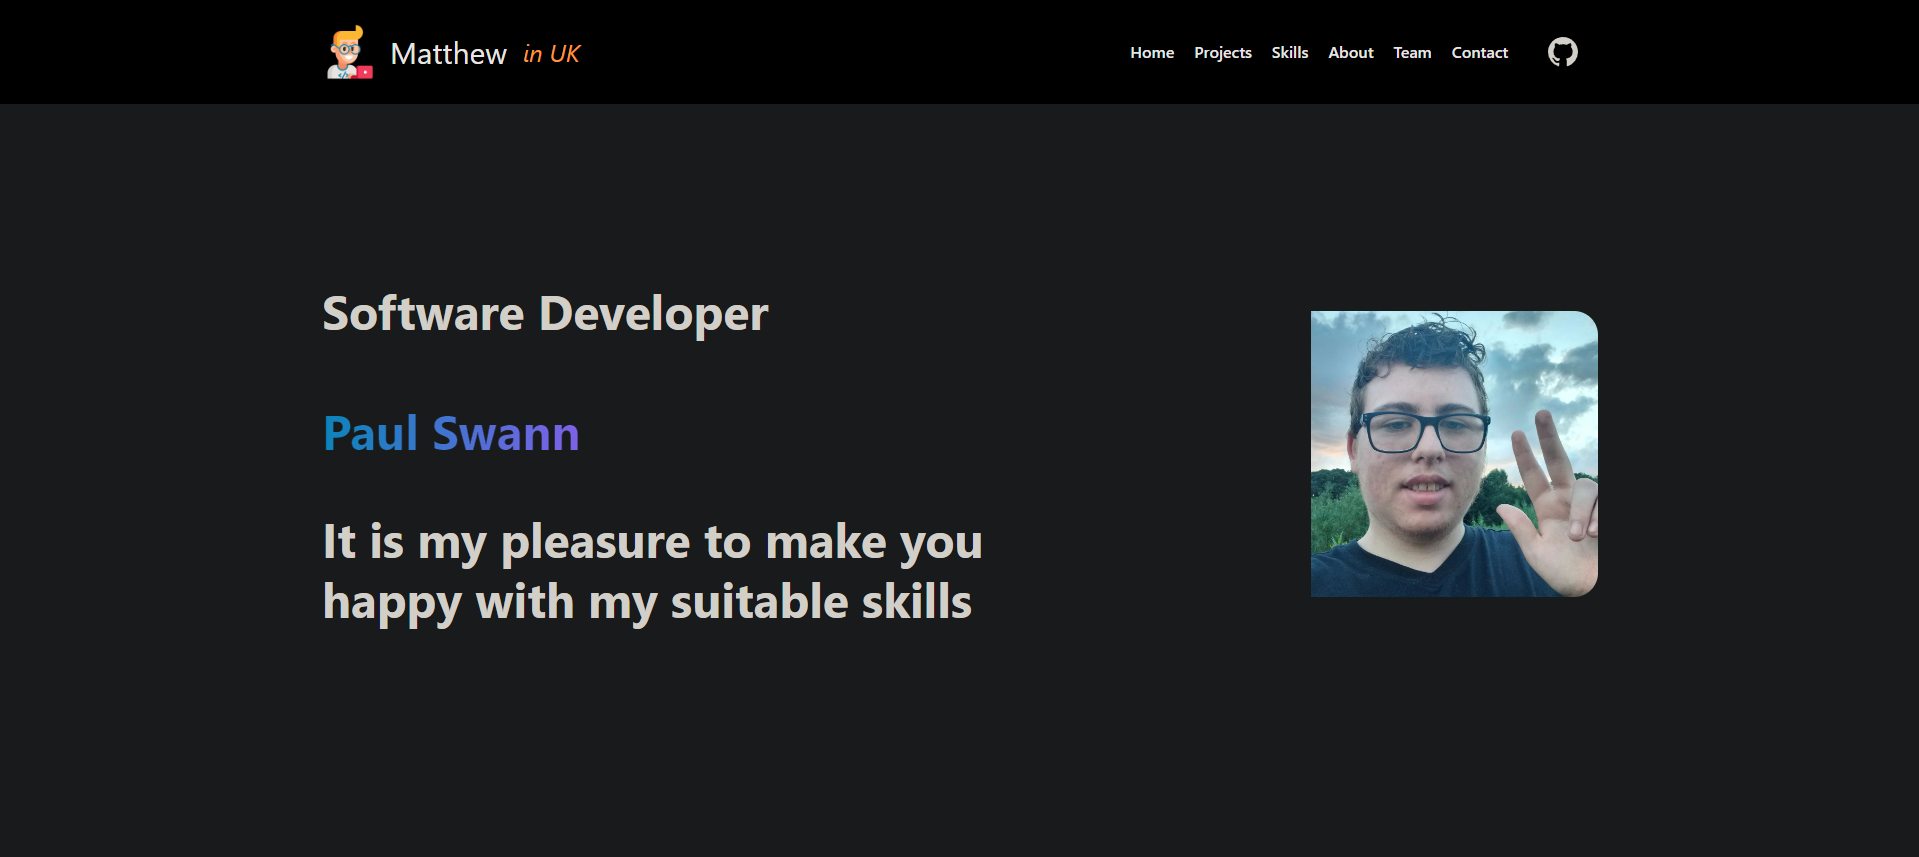 Matthew in UK
Home Projects Skills About Team Contact
Software Developer
Paul Swann
It is my pleasure to make you
happy with my suitable skills